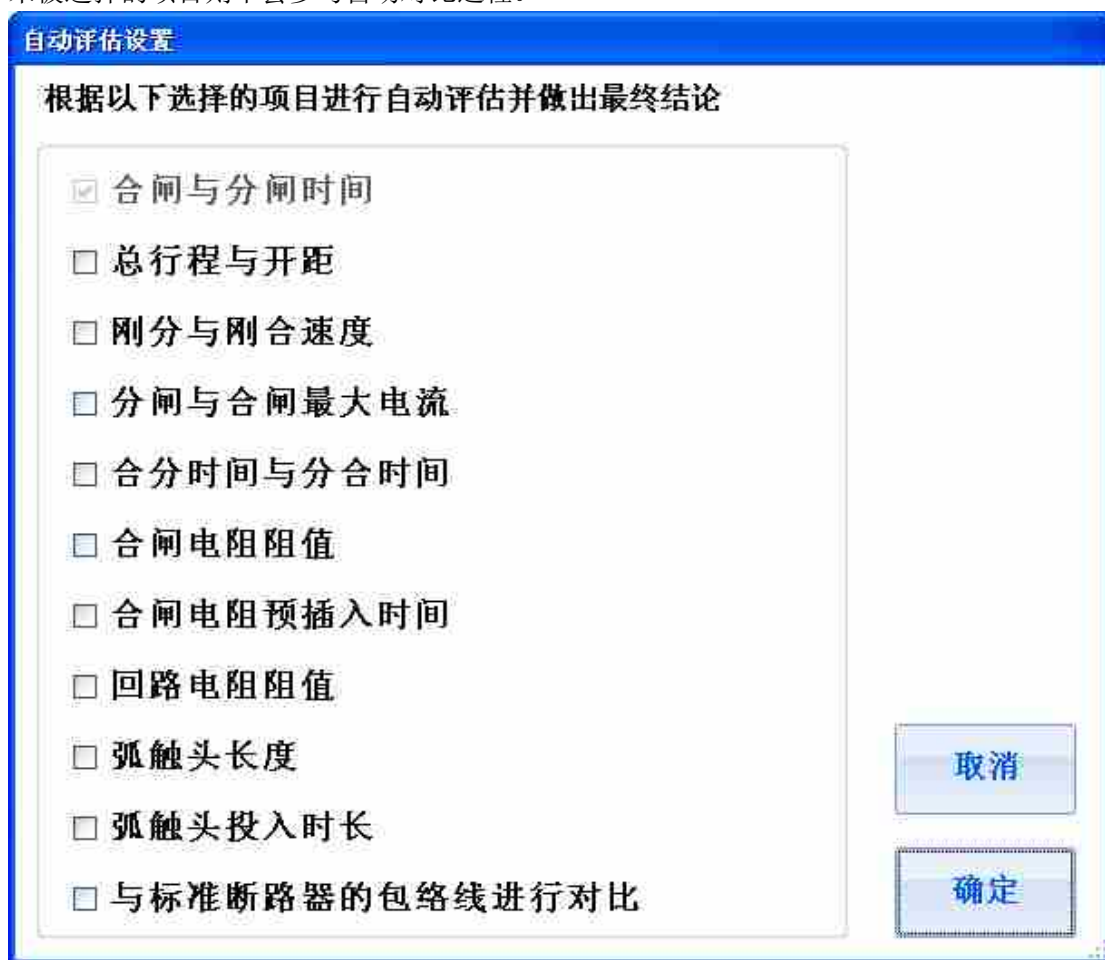 自动评估设置
根据以下选择的项目进行自动评估并做出最终结论
合闸与分闸时间
总行程与开距
刚分与刚合速度
分闸与合闸最大电流
合分时间与分合时间
合闸电阻阻值
合闸电阻预插入时间
回路电阻阻值
弧触头长度
弧触头投入时长
与标准断路器的包络线进行对比
取消
确定